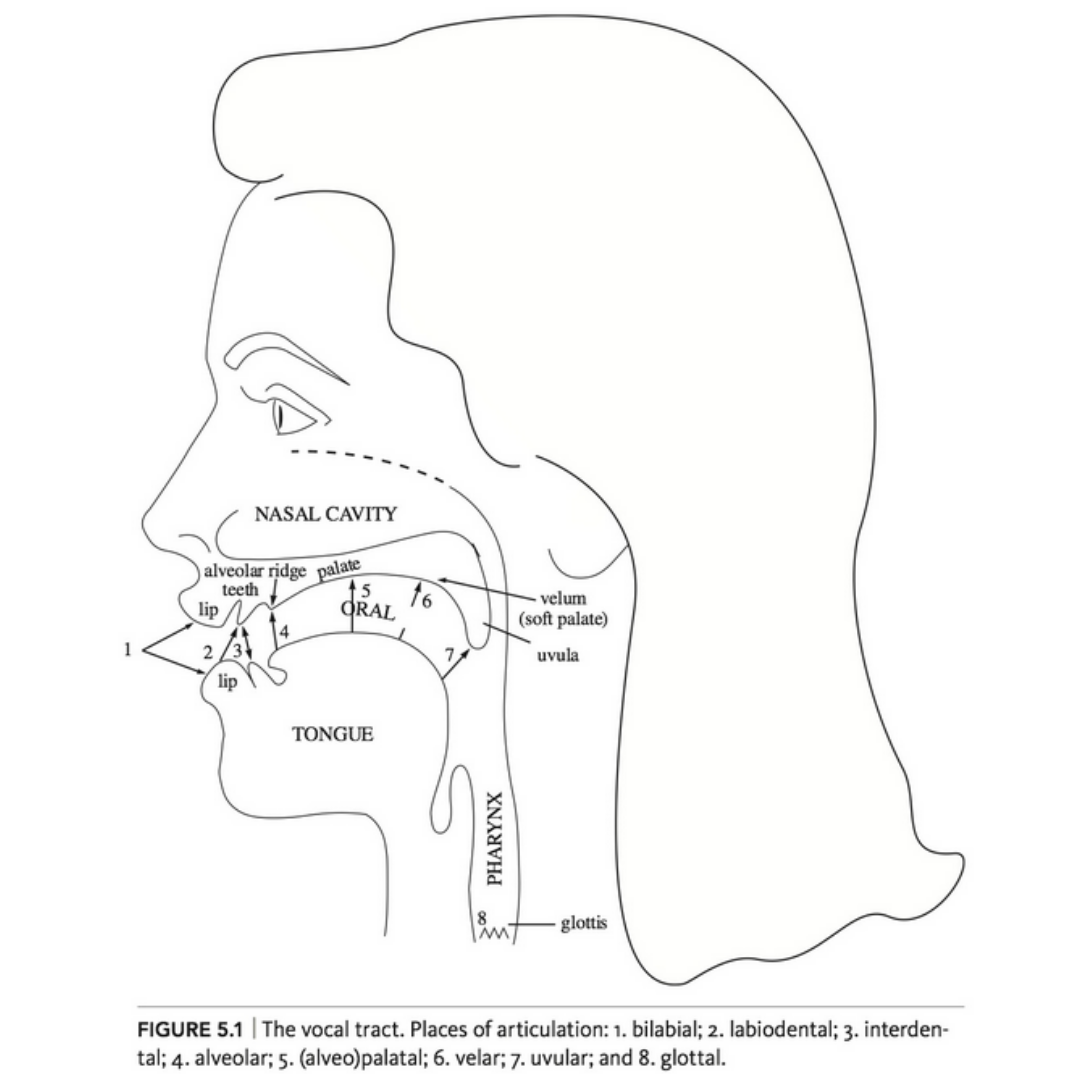 NASAL CAVITY
alveolar ridge palate
teeth
5
6
ORAL
lip
velum
(soft palate)
4
1
2
3
7
uvula
lip
TONGUE
PHARYNX
8
glottis
FIGURE 5.1 | The vocal tract. Places of articulation: 1. bilabial; 2. labiodental; 3. interden-
tal; 4. alveolar; 5. (alveo)palatal; 6. velar; 7. uvular; and 8. glottal.